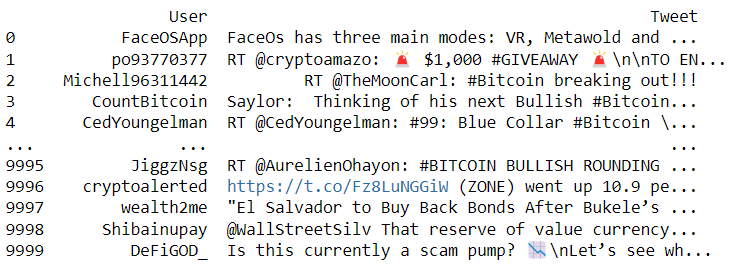 User Tweet
0 FaceOSApp FaceOs has three main modes: VR, Metawold and ...
1 po93770377 RT @cryptoamazo: 🚨 $1,000 #GIVEAWAY 🚨\n\nTO EN...
2 Michell96311442 RT @TheMoonCarl: #Bitcoin breaking out!!!
3 CountBitcoin Saylor:  Thinking of his next Bullish #Bitcoin...
4 CedYoungelman RT @CedYoungelman: #99: Blue Collar #Bitcoin \...
... ... ...
9995 JiggzNsg RT @AurelienOhayon: #BITCOIN BULLISH ROUNDING ...
9996 cryptoalerted https://t.co/Fz8LuNGGiW (ZONE) went up 10.9 pe...
9997 wealth2me "El Salvador to Buy Back Bonds After Bukele’s ...
9998 Shibainupay @WallStreetSilv That reserve of value currency...
9999 DeFiGOD_ Is this currently a scam pump? 📉\nLet’s see wh...